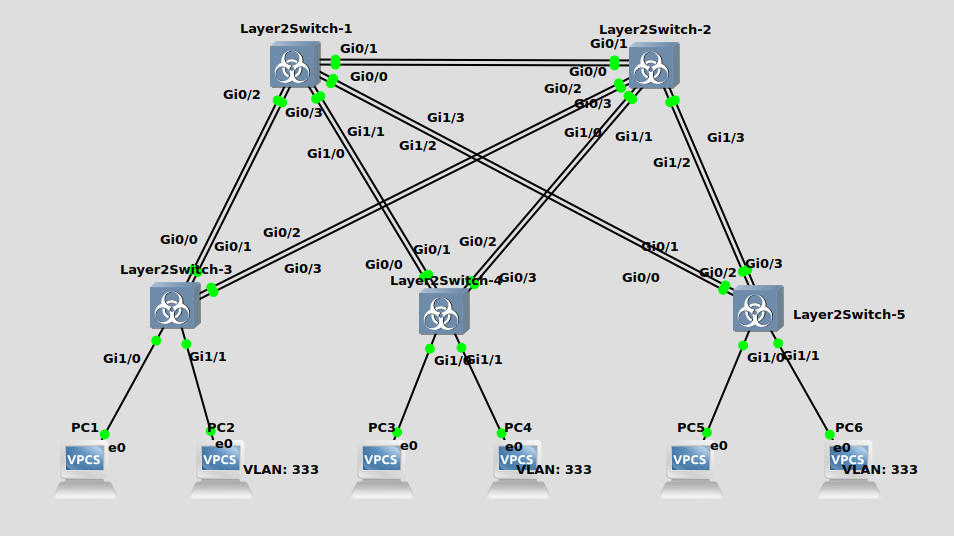 Layer2Switch-1
Layer2Switch-2
Gi0/1
Gi0/1
Gi0/0
Gi0/0
Gi0/2
Gi0/2
Gi0/3
Gi0/3
Gi1/3
Gi1/1
Gi1/0
Gi1/1
Gi1/3
Gi1/2
Gi1/0
Gi1/2
Gi0/0
Gi0/1
Gi0/2
Gi0/1
Gi0/2
Gi0/1
Layer2Switch-3
Gi0/3
Gi0/0
Layer2Switch-4
Gi0/3
Gi0/0
Gi0/2
Gi0/3
Layer2Switch-5
Gi1/0
Gi1/1
Gi1/0
Gi1/1
Gi1/0
Gi1/1
PC1
PC2
PC3
PC4
PC5
PC6
e0
e0
e0
e0
e0
e0
VPCS
VPCS
VPCS
VPCS
VPCS
VPCS
VLAN: 333
VLAN: 333
VLAN: 333